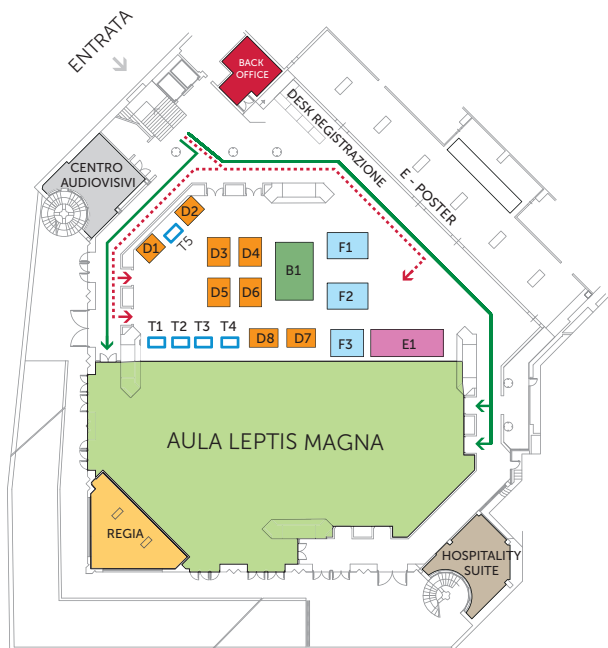 ENTRATA
BACK
OFFICE
DESK REGISTRAZIONE
E - POSTER
CENTRO
AUDIOVISIVI
D2
D1
T5
D3
D4
B1
F1
D5
D6
F2
T1
T2
T3
T4
D8
D7
F3
E1
AULA LEPTIS MAGNA
REGIA
HOSPITALITY
SUITE